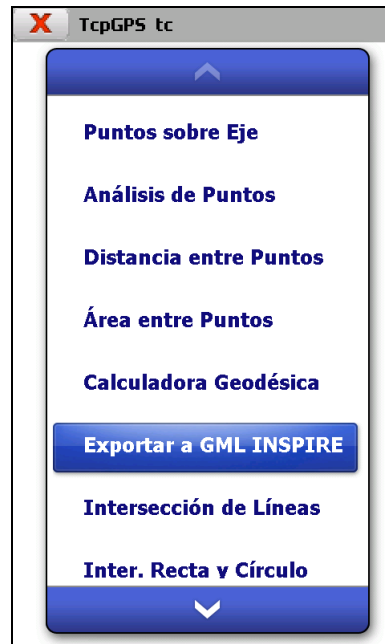 X TcpGPS tc
Puntos sobre Eje
Análisis de Puntos
Distancia entre Puntos
Área entre Puntos
Calculadora Geodésica
Exportar a GML INSPIRE
Intersección de Líneas
Inter. Recta y Círculo